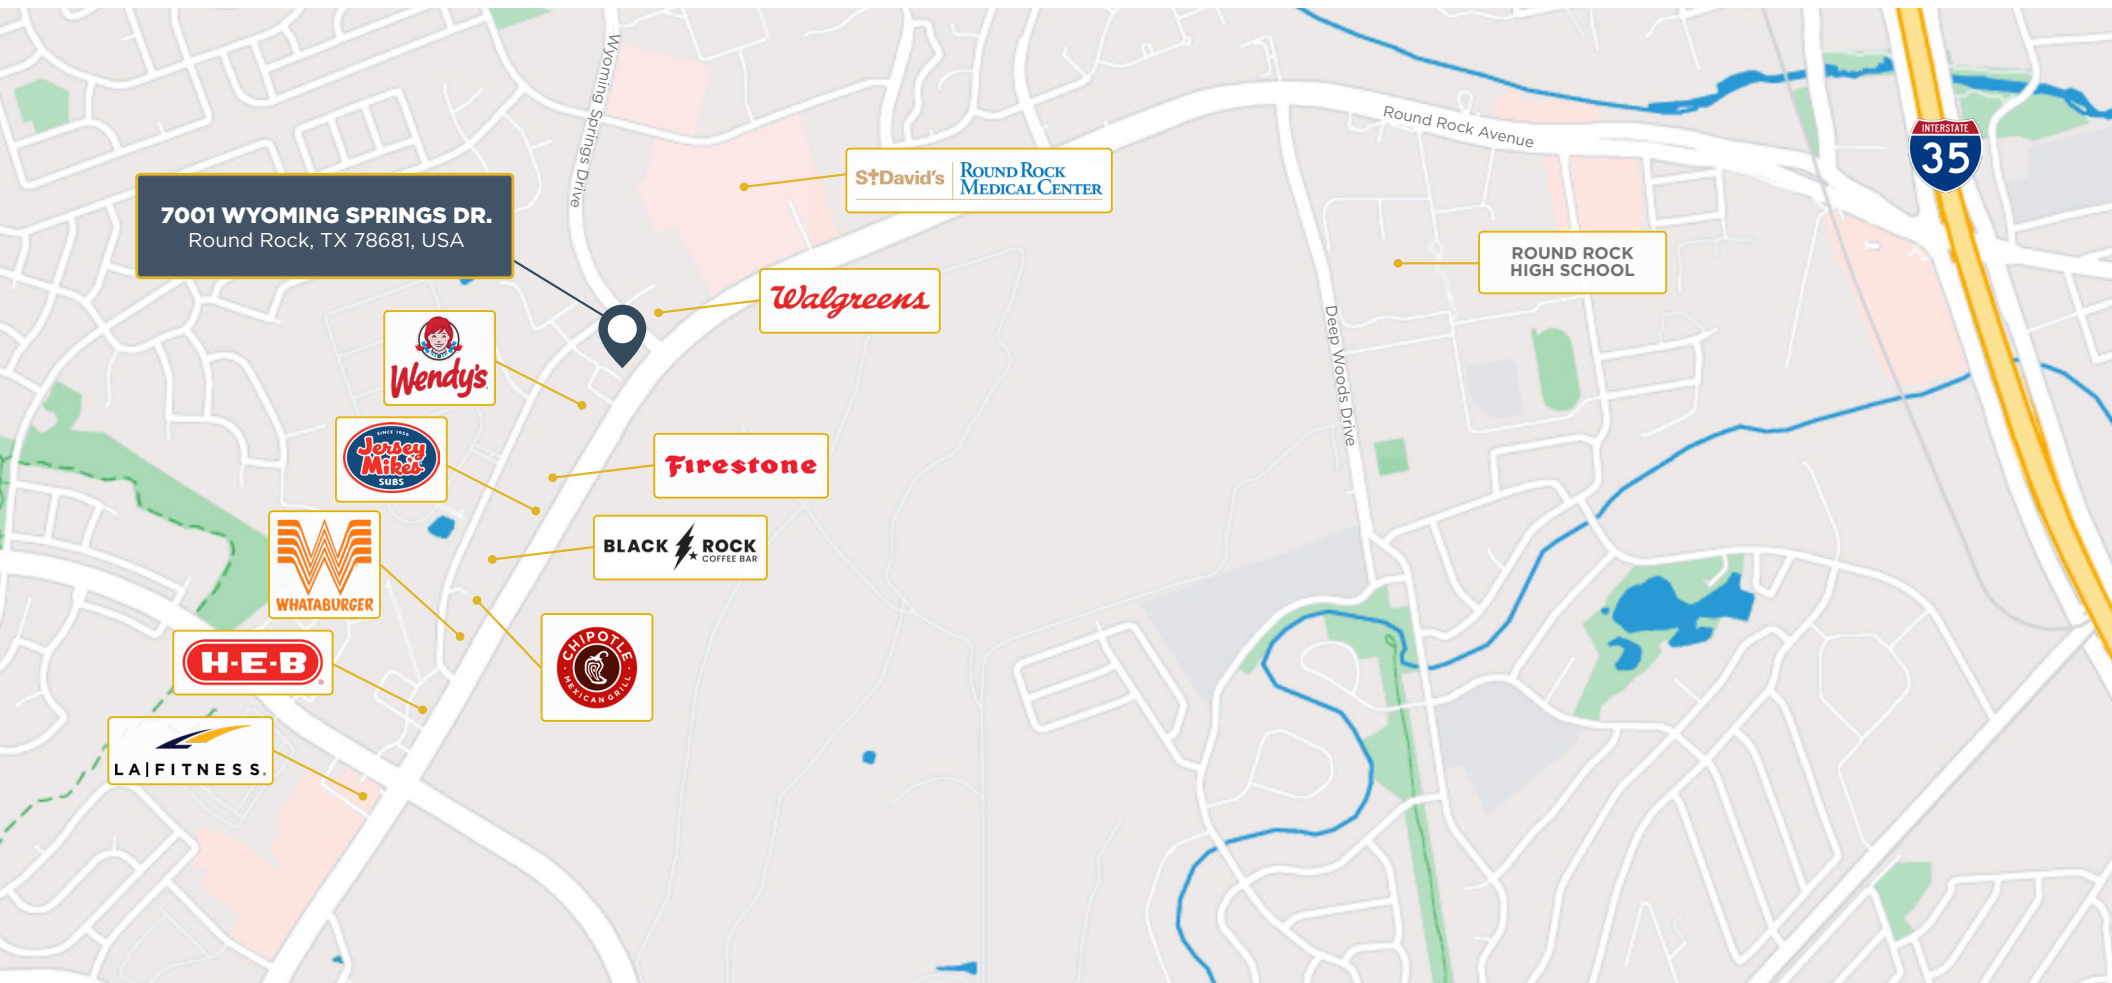 Wyoming Springs Drive
Round Rock Avenue
INTERSTATE
35
St David's
ROUND ROCK
MEDICAL CENTER
7001 WYOMING SPRINGS DR.
Round Rock, TX 78681, USA
ROUND ROCK
HIGH SCHOOL
Walgreens
Deep Woods Drive
Wendy's
SINCE 1956
Jersey
Mike's
SUBS
Firestone
BLACK ROCK
COFFEE BAR
WHATABURGER
CHIPOTLE
MEXICAN GRILL
H-E-B
LA|FITNESS.